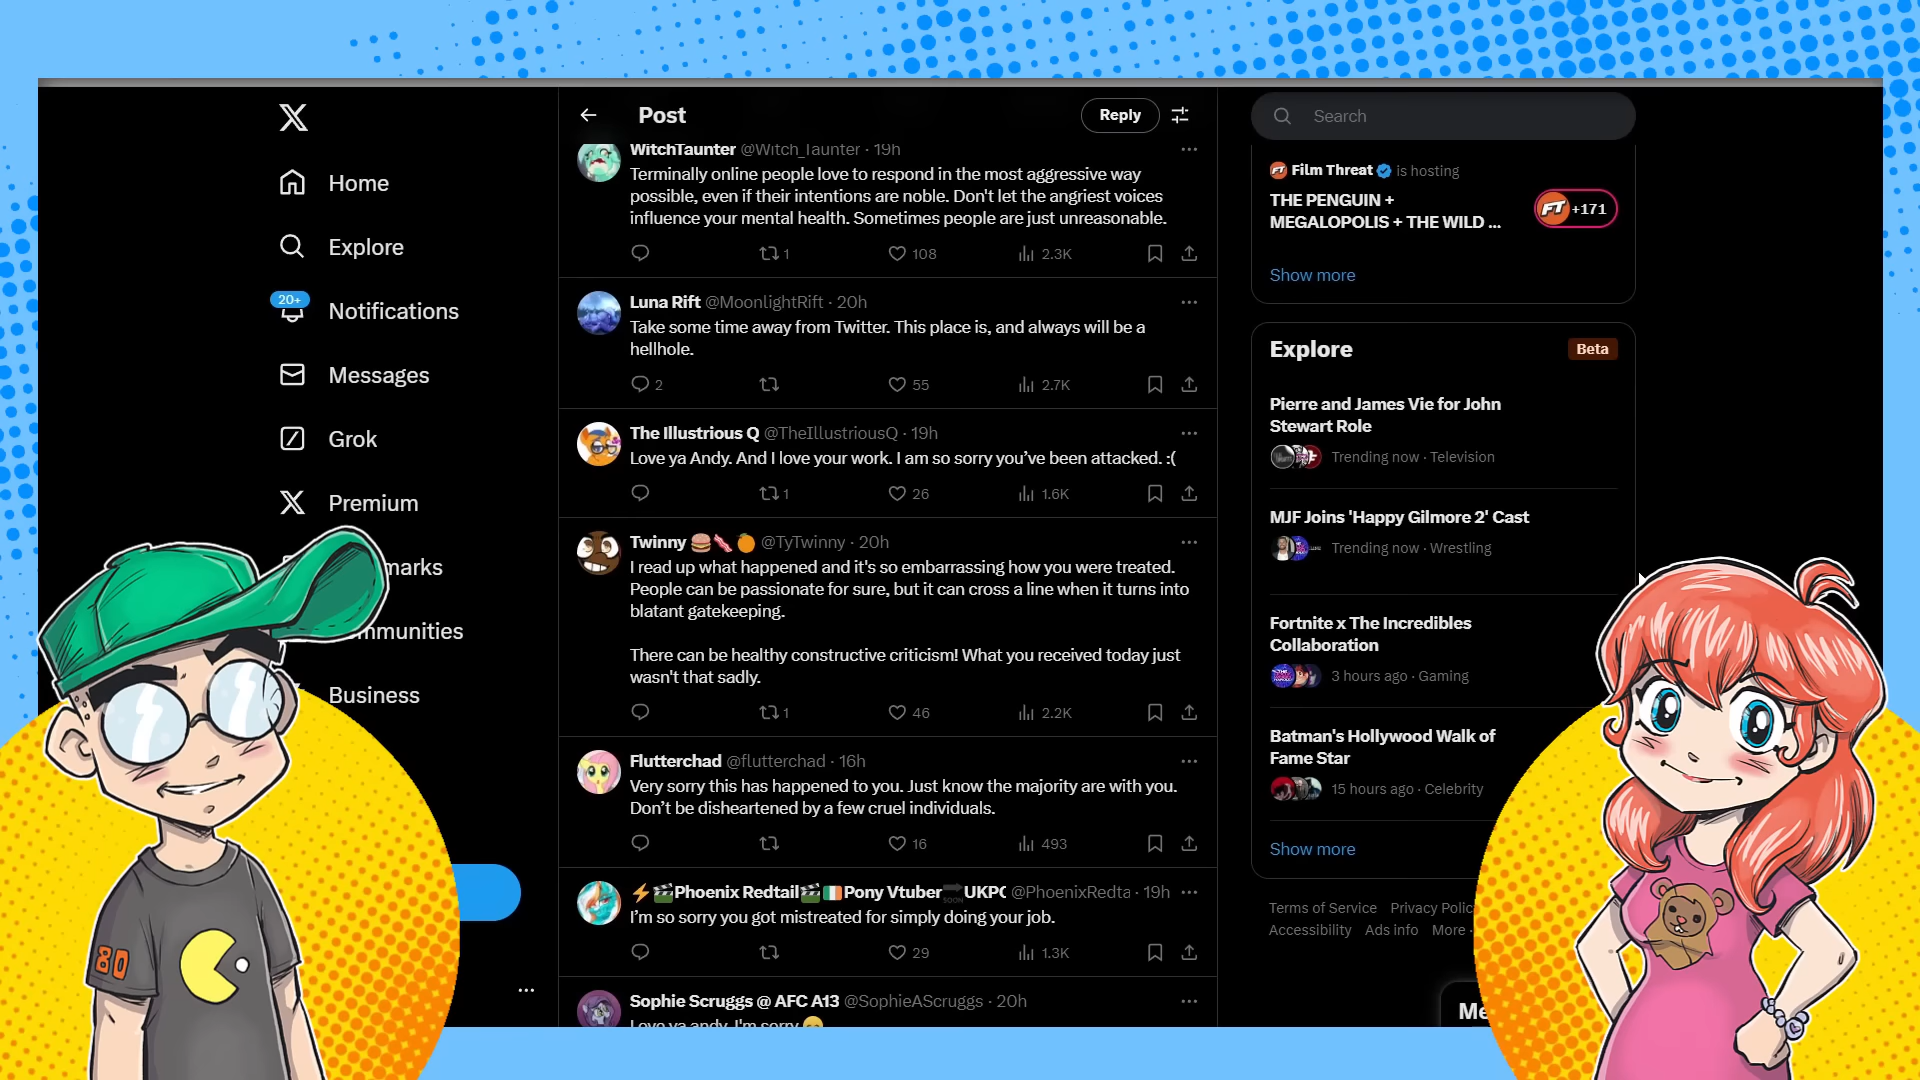 Home
Explore
20+
Notifications
Messages
Grok
Premium
marks
mmunities
Business
Post
Reply
WitchTaunter @Witch_Taunter · 19h
Terminally online people love to respond in the most aggressive way
possible, even if their intentions are noble. Don't let the angriest voices
influence your mental health. Sometimes people are just unreasonable.
1 108 2.3K
Luna Rift @MoonlightRift · 20h
Take some time away from Twitter. This place is, and always will be a
hellhole.
2 55 2.7K
The Illustrious Q @TheIllustriousQ · 19h
Love ya Andy. And I love your work. I am so sorry you've been attacked. :(
1 26 1.6K
Twinny 🍔🥓🍊 @TyTwinny · 20h
I read up what happened and it's so embarrassing how you were treated.
People can be passionate for sure, but it can cross a line when it turns into
blatant gatekeeping.
There can be healthy constructive criticism! What you received today just
wasn't that sadly.
1 46 2.2K
Flutterchad @flutterchad · 16h
Very sorry this has happened to you. Just know the majority are with you.
Don't be disheartened by a few cruel individuals.
16 493
⚡🎬Phoenix Redtail🎬🇮🇪Pony Vtuber🔜UKPC @PhoenixRedta · 19h
I'm so sorry you got mistreated for simply doing your job.
29 1.3K
Sophie Scruggs @ AFC A13 @SophieAScruggs · 20h
Love ya andy. I'm sorry
Search
Film Threat is hosting
THE PENGUIN +
MEGALOPOLIS + THE WILD ...
FT +171
Show more
Explore
Beta
Pierre and James Vie for John
Stewart Role
Trending now · Television
MJF Joins 'Happy Gilmore 2' Cast
Trending now · Wrestling
Fortnite x The Incredibles
Collaboration
3 hours ago · Gaming
Batman's Hollywood Walk of
Fame Star
15 hours ago · Celebrity
Show more
Terms of Service Privacy Polic
Accessibility Ads info More
Me
80